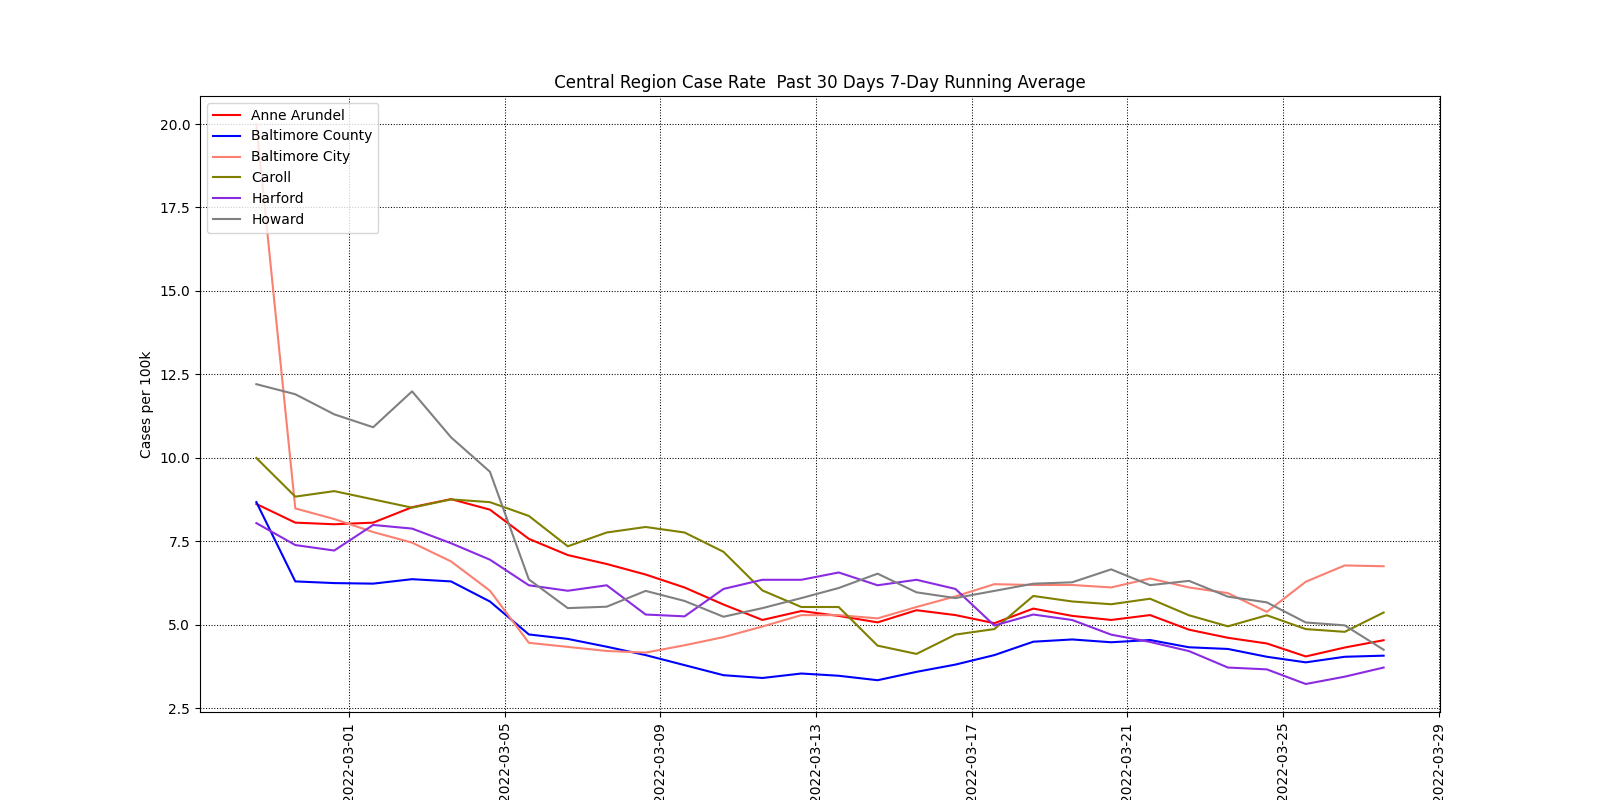 Central Region Case Rate  Past 30 Days 7-Day Running Average
Anne Arundel
Baltimore County
Baltimore City
Caroll
Harford
Howard
Cases per 100k
20.0
17.5
15.0
12.5
10.0
7.5
5.0
2.5
2022-03-01
2022-03-05
2022-03-09
2022-03-13
2022-03-17
2022-03-21
2022-03-25
2022-03-29